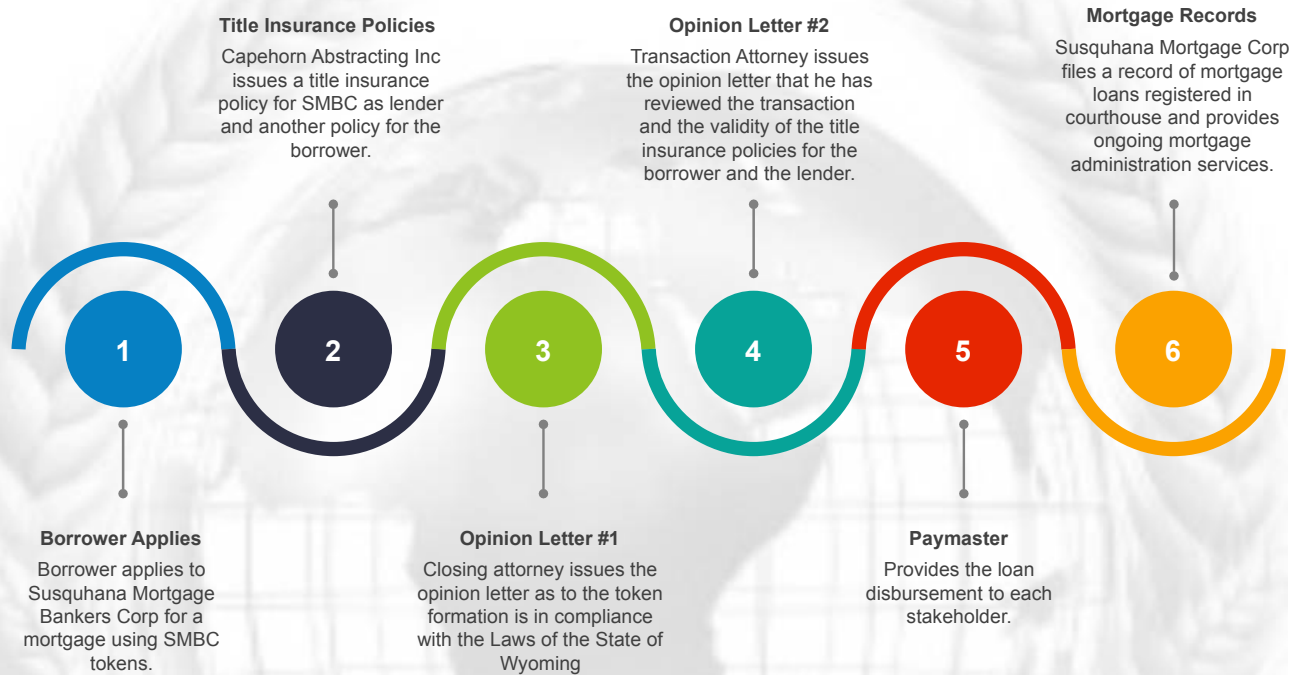 1
Borrower Applies
Borrower applies to
Susquhana Mortgage
Bankers Corp for a
mortgage using SMBC
tokens.
Title Insurance Policies
Capehorn Abstracting Inc
issues a title insurance
policy for SMBC as lender
and another policy for the
borrower.
2
3
Opinion Letter #1
Closing attorney issues the
opinion letter as to the token
formation is in compliance
with the Laws of the State of
Wyoming
Opinion Letter #2
Transaction Attorney issues
the opinion letter that he has
reviewed the transaction
and the validity of the title
insurance policies for the
borrower and the lender.
4
5
Paymaster
Provides the loan
disbursement to each
stakeholder.
Mortgage Records
Susquhana Mortgage Corp
files a record of mortgage
loans registered in
courthouse and provides
ongoing mortgage
administration services.
6